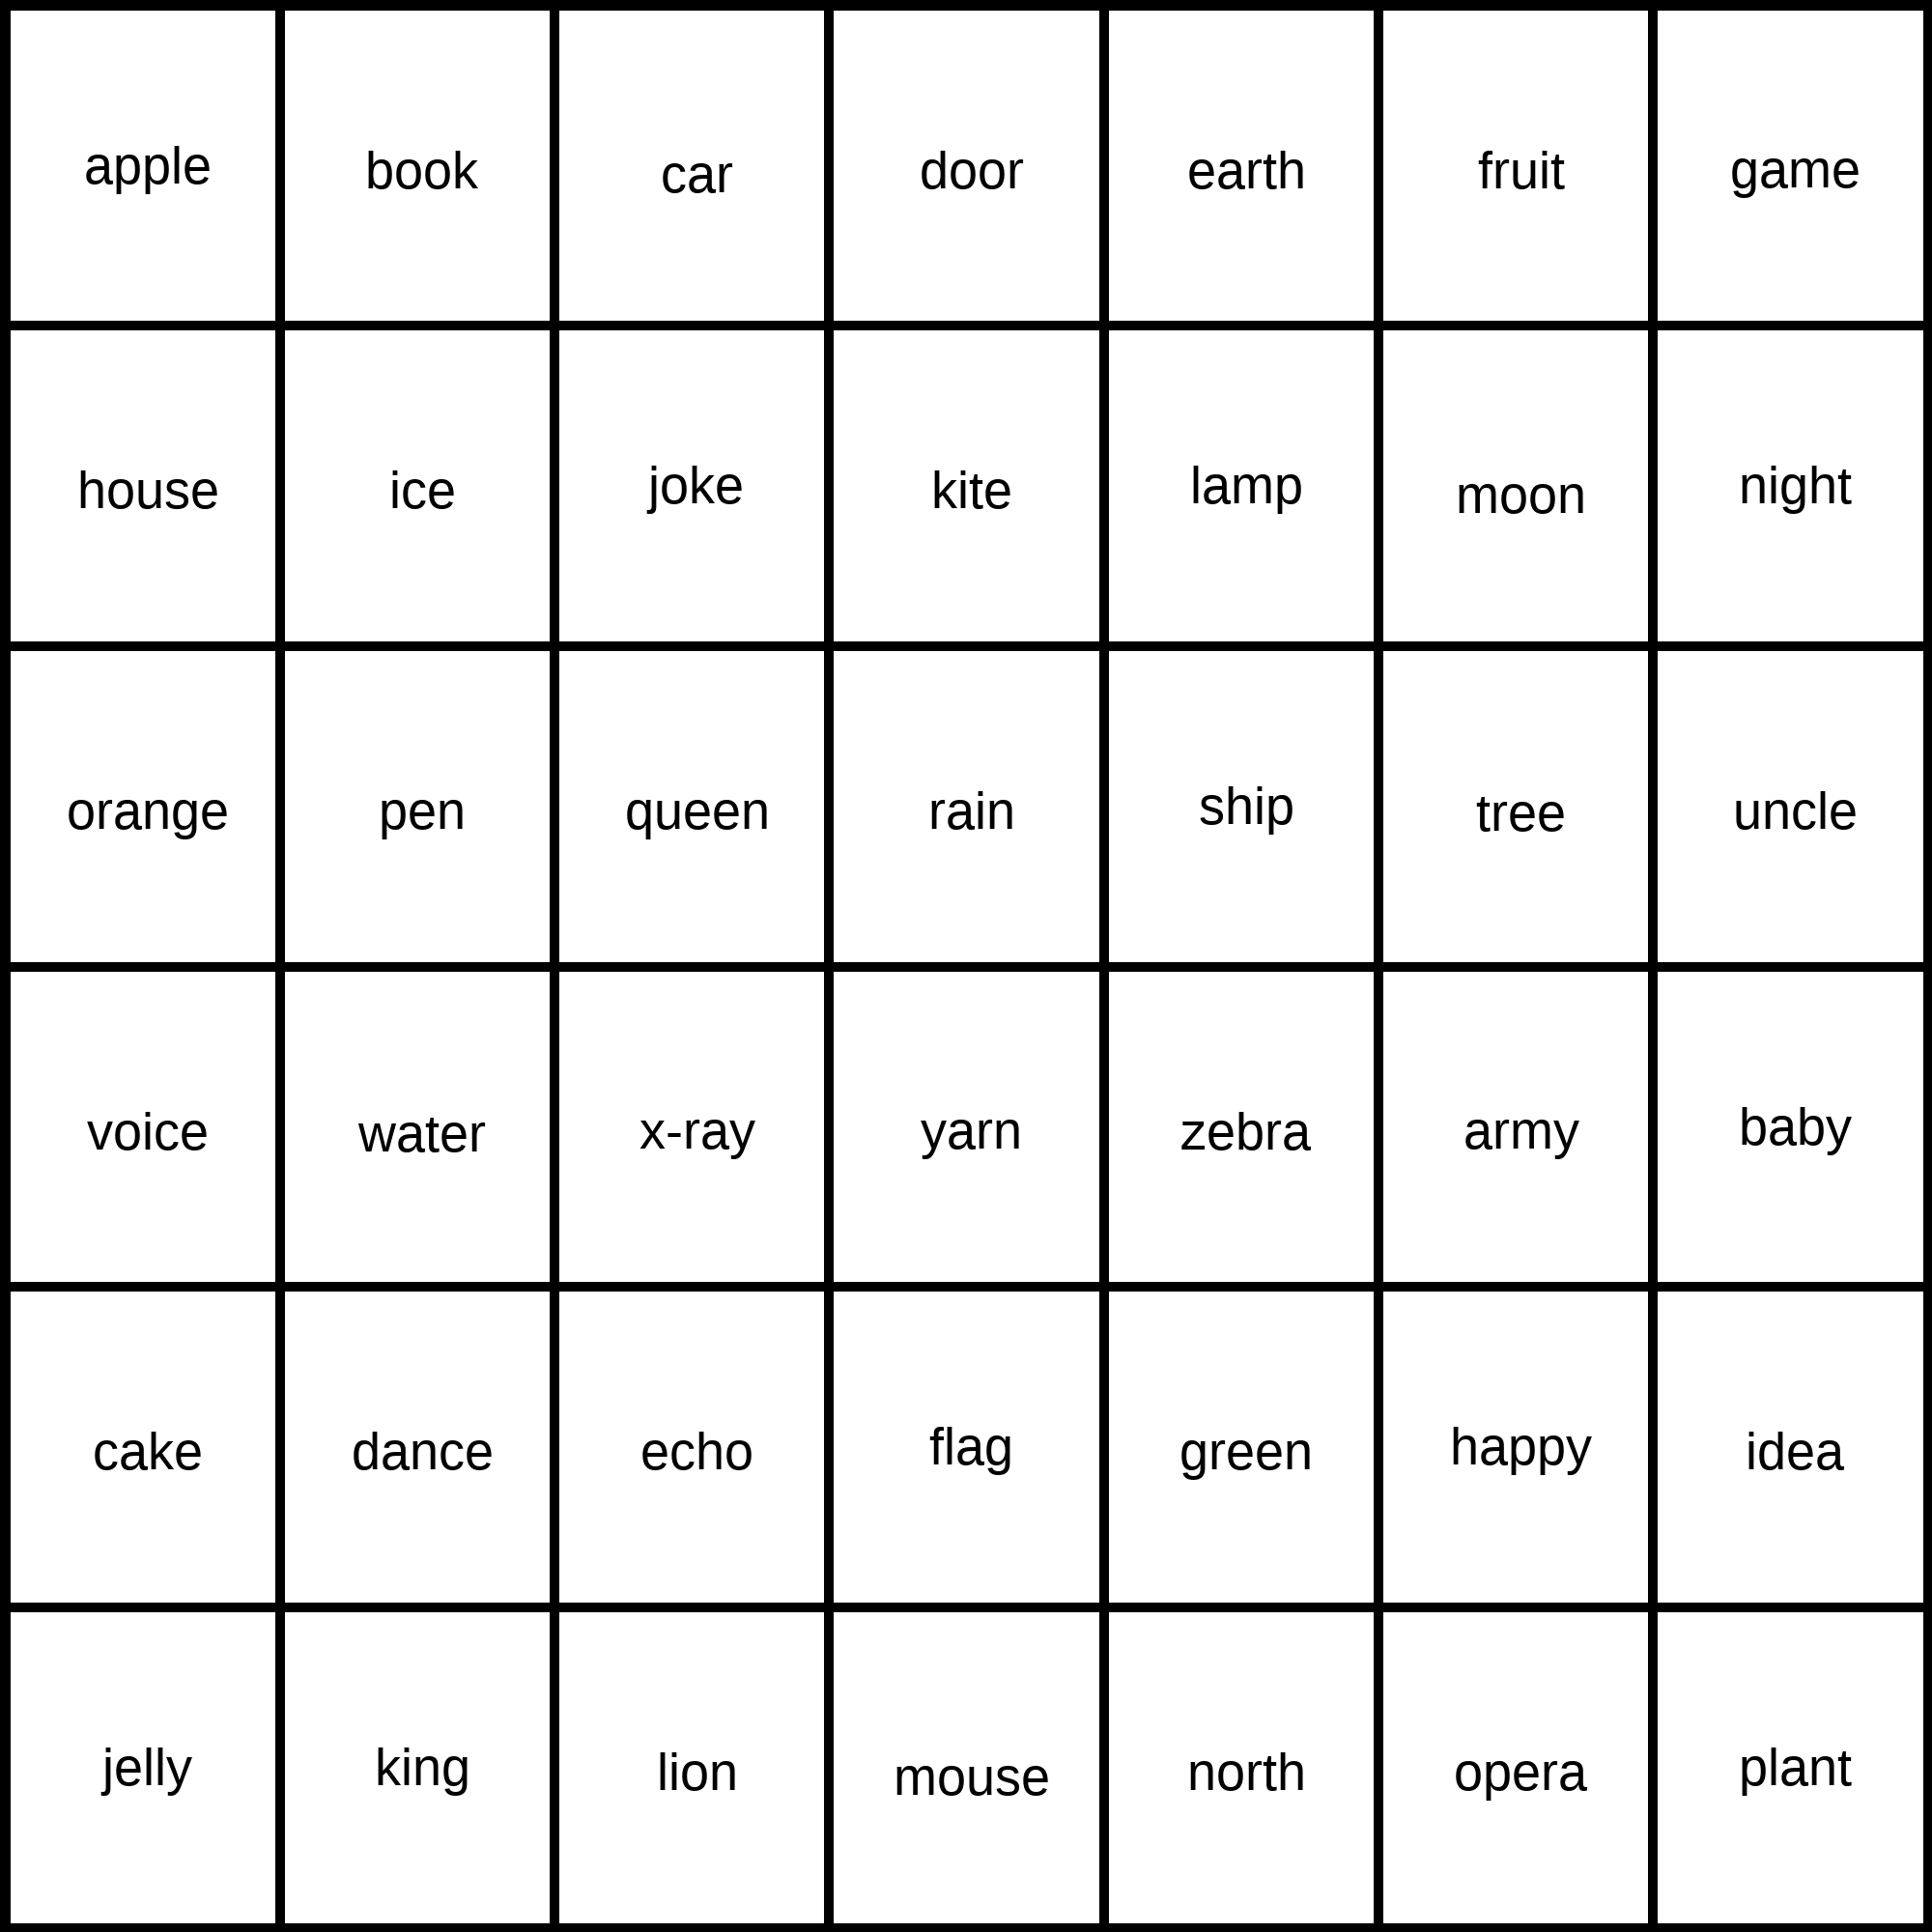 apple book car door earth fruit game
house ice joke kite lamp moon night
orange pen queen rain ship tree uncle
voice water x-ray yarn zebra army baby
cake dance echo flag green happy idea
jelly king lion mouse north opera plant